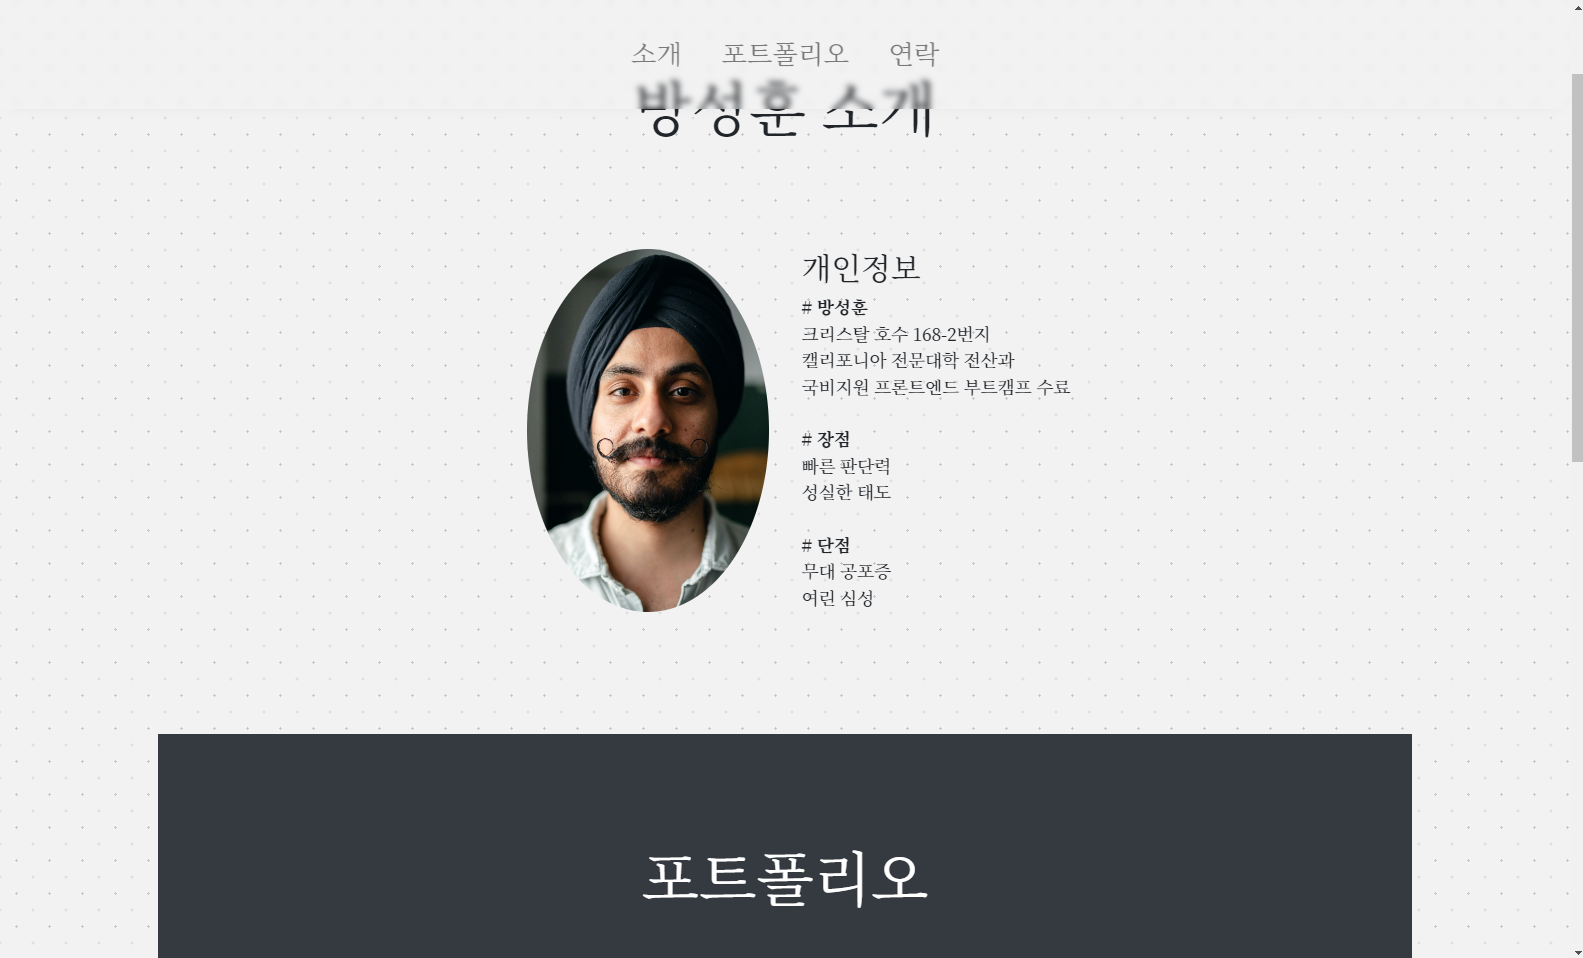 소개 포트폴리오 연락
방성훈 소개
개인정보
# 방성훈
크리스탈 호수 168-2번지
캘리포니아 전문대학 전산과
국비지원 프론트엔드 부트캠프 수료
# 장점
빠른 판단력
성실한 태도
# 단점
무대 공포증
여린 심성
포트폴리오